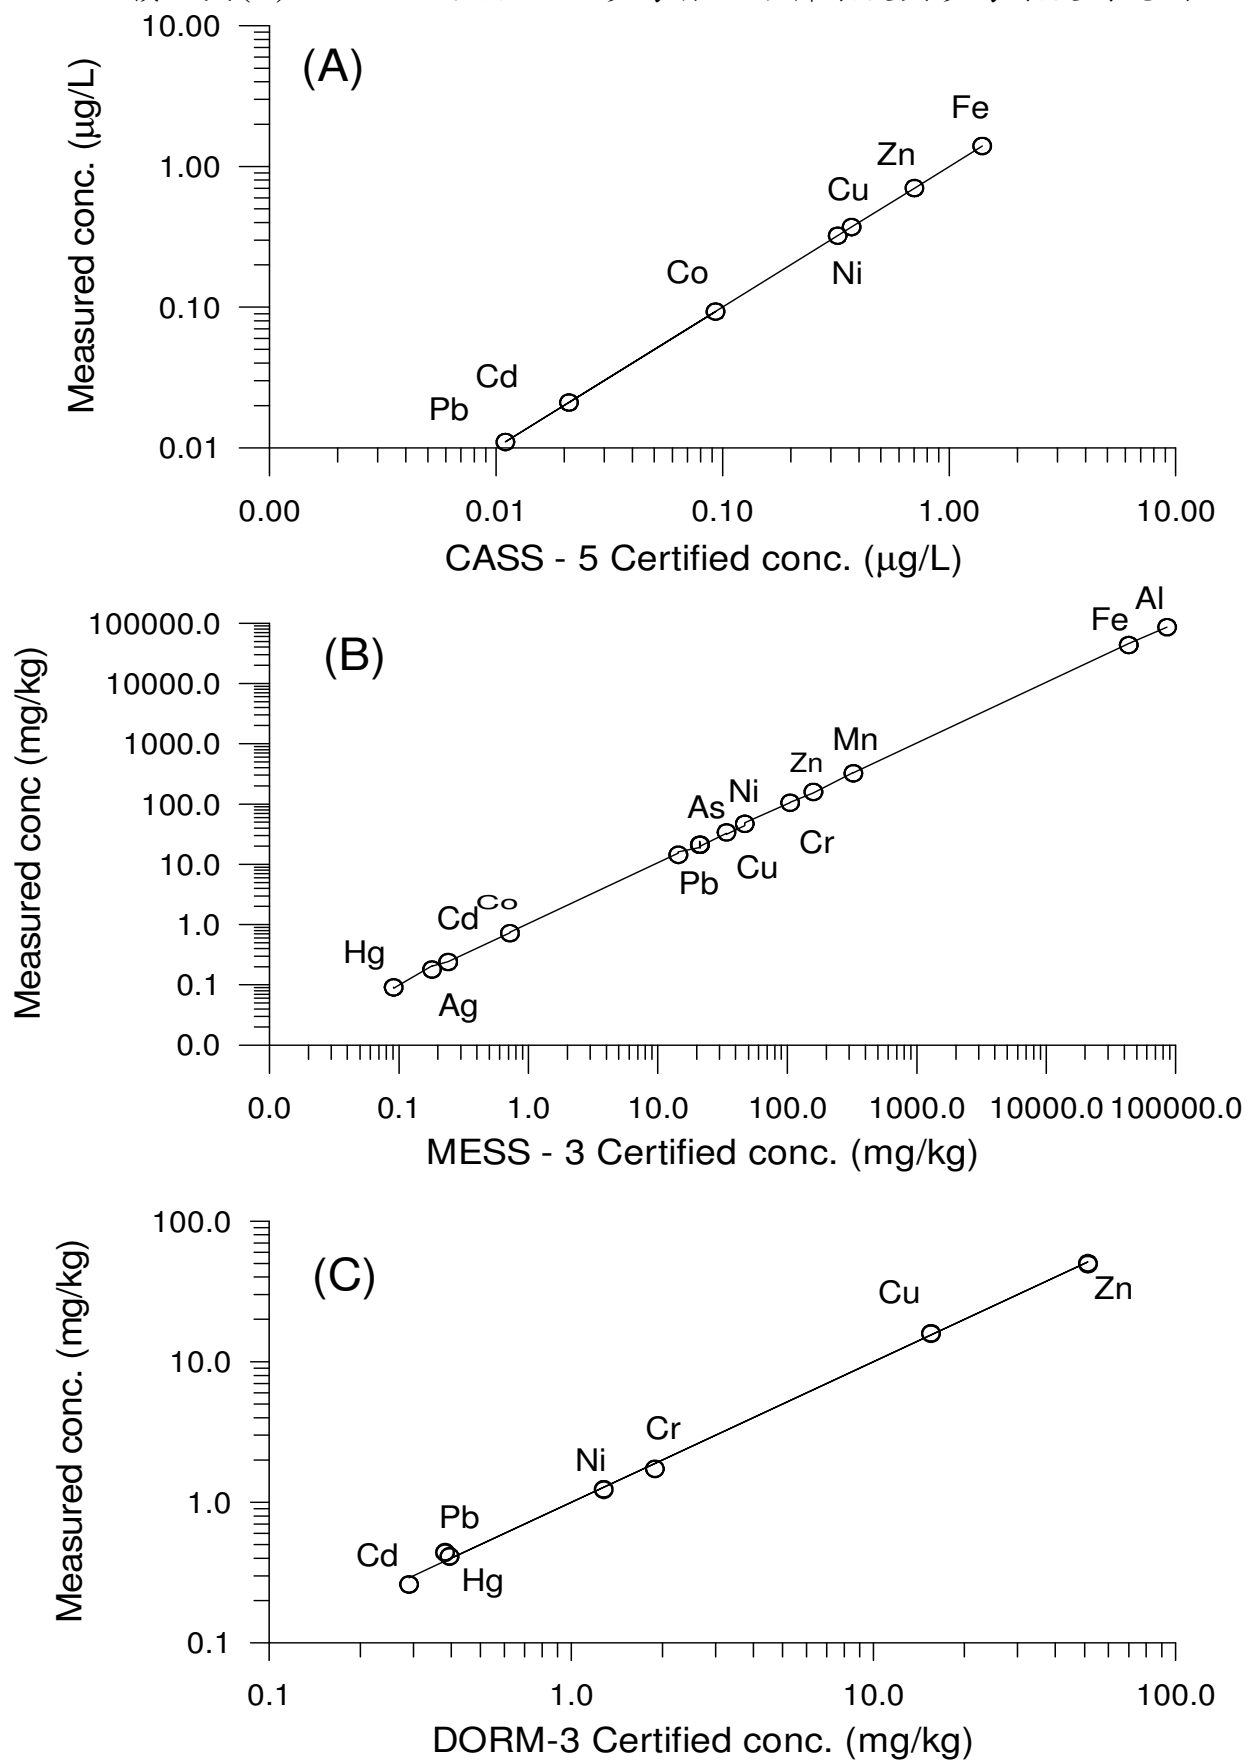 10.00
(A)
Measured conc. (μg/L)
Fe
1.00
Zn
Cu
Ni
Co
0.10
Cd
Pb
0.01
0.00 0.01 0.10 1.00 10.00
CASS - 5 Certified conc. (μg/L)
Al
100000.0
Fe
(B)
Measured conc (mg/kg)
10000.0
1000.0
Mn
Zn
100.0
As Ni
Cr
10.0
Pb Cu
Cd Co
1.0
Hg
0.1
Ag
0.0
0.0 0.1 1.0 10.0 100.0 1000.0 10000.0 100000.0
MESS - 3 Certified conc. (mg/kg)
100.0
(C)
Measured conc. (mg/kg)
Zn
Cu
10.0
Cr
Ni
1.0
Pb
Cd
Hg
0.1
0.1 1.0 10.0 100.0
DORM-3 Certified conc. (mg/kg)